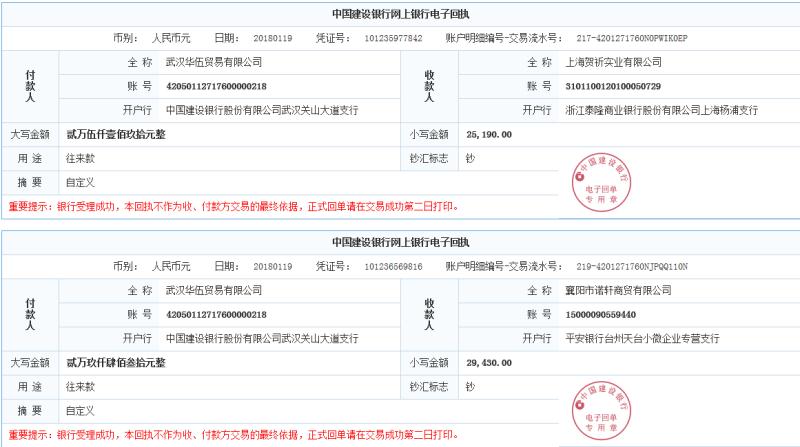 中国建设银行网上银行电子回执
币别： 人民币元 日期： 20180119 凭证号： 101235977842 账户明细编号-交易流水号： 217-4201271760N0PWIK0EP
付款人 全 称 武汉华伍贸易有限公司 收款人 全 称 上海贺祈实业有限公司
账 号 42050112717600000218 账 号 3101100120100050729
开户行 中国建设银行股份有限公司武汉关山大道支行 开户行 浙江泰隆商业银行股份有限公司上海杨浦支行
大写金额 贰万伍仟壹佰玖拾元整 小写金额 25,190.00
用 途 往来款 钞汇标志 钞
摘 要 自定义
中国建设银行
电子回单
专用章
重要提示：银行受理成功，本回执不作为收、付款方交易的最终依据，正式回单请在交易成功第二日打印。
中国建设银行网上银行电子回执
币别： 人民币元 日期： 20180119 凭证号： 101236569816 账户明细编号-交易流水号： 219-4201271760NJPQQ110N
付款人 全 称 武汉华伍贸易有限公司 收款人 全 称 襄阳市诺轩商贸有限公司
账 号 42050112717600000218 账 号 15000090559440
开户行 中国建设银行股份有限公司武汉关山大道支行 开户行 平安银行台州天台小微企业专营支行
大写金额 贰万玖仟肆佰叁拾元整 小写金额 29,430.00
用 途 往来款 钞汇标志 钞
摘 要 自定义
中国建设银行
电子回单
专用章
重要提示：银行受理成功，本回执不作为收、付款方交易的最终依据，正式回单请在交易成功第二日打印。